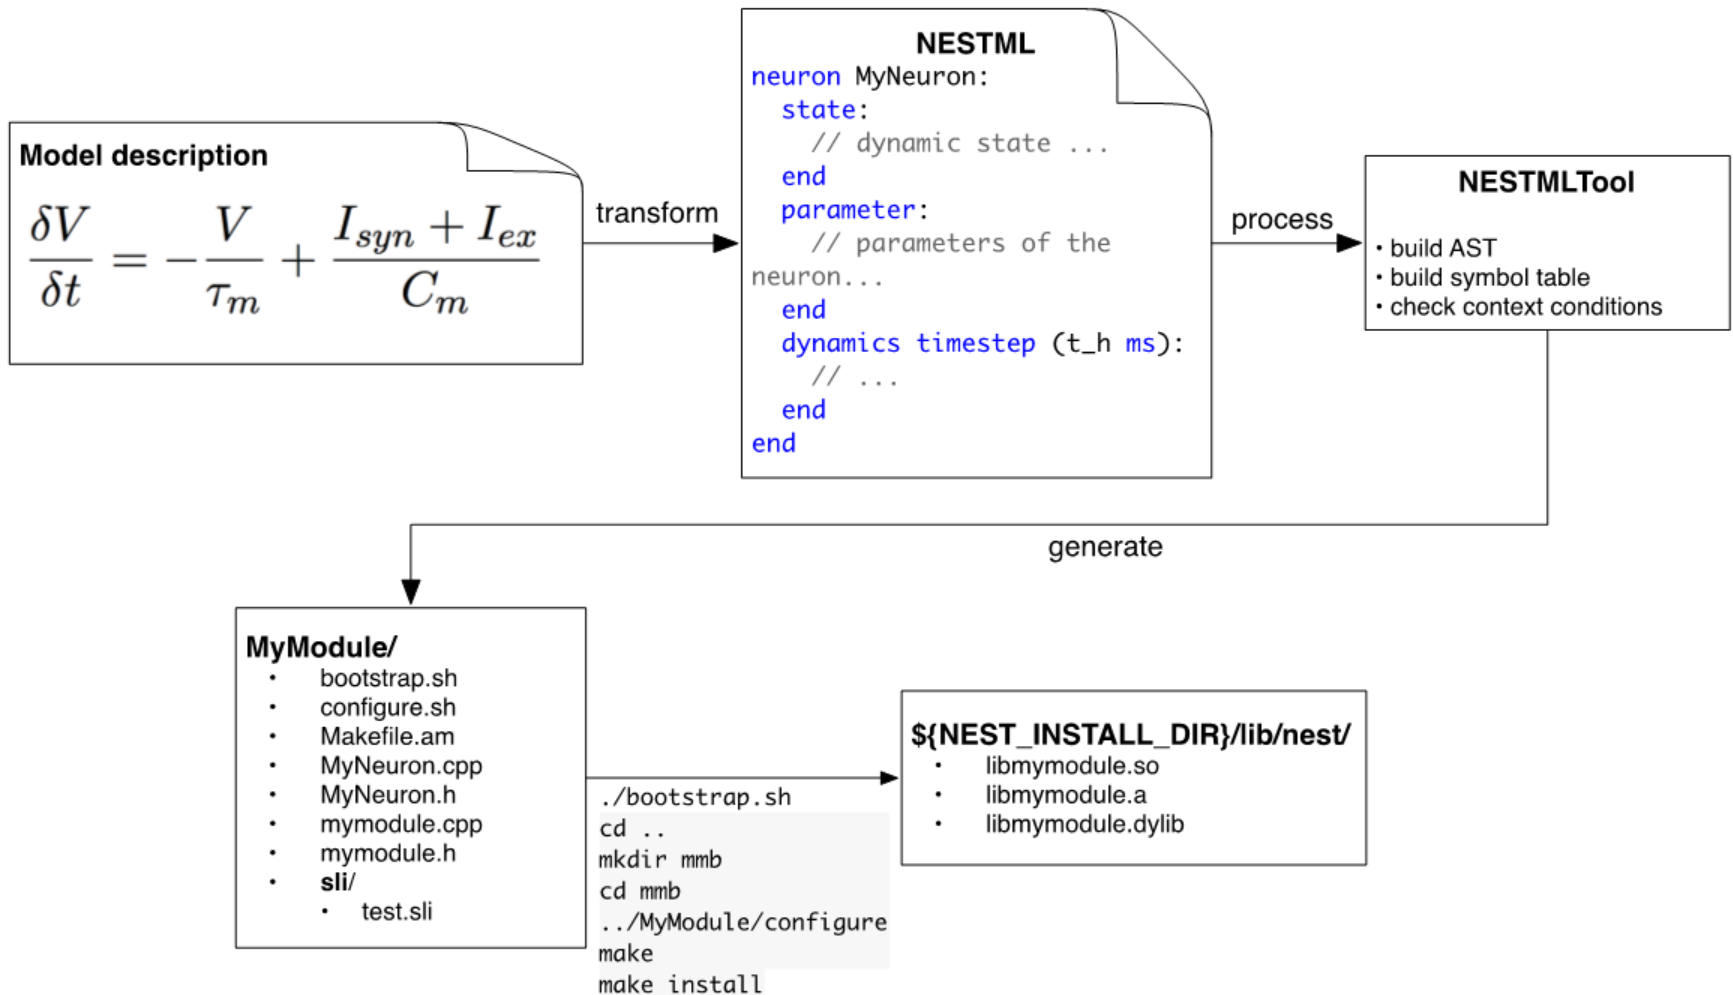 Model description
δV/δt = −V/τm + (Isyn + Iex)/Cm
transform
NESTML
neuron MyNeuron:
state:
// dynamic state ...
end
parameter:
// parameters of the
neuron...
end
dynamics timestep (t_h ms):
// ...
end
end
process
NESTMLTool
• build AST
• build symbol table
• check context conditions
generate
MyModule/
• bootstrap.sh
• configure.sh
• Makefile.am
• MyNeuron.cpp
• MyNeuron.h
• mymodule.cpp
• mymodule.h
• sli/
• test.sli
./bootstrap.sh
cd ..
mkdir mmb
cd mmb
../MyModule/configure
make
make install
${NEST_INSTALL_DIR}/lib/nest/
• libmymodule.so
• libmymodule.a
• libmymodule.dylib